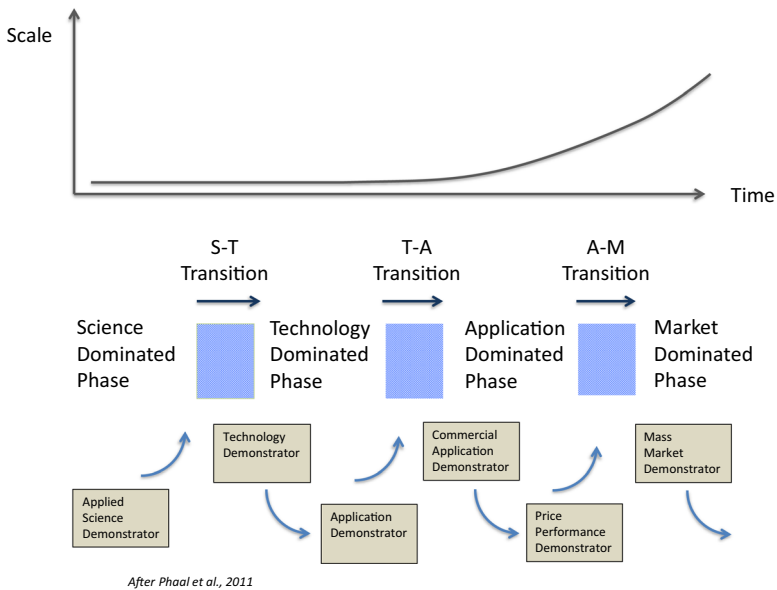 Scale
Time
S-T
Transition
T-A
Transition
A-M
Transition
Science
Dominated
Phase
Technology
Dominated
Phase
Application
Dominated
Phase
Market
Dominated
Phase
Technology
Demonstrator
Commercial
Application
Demonstrator
Mass
Market
Demonstrator
Applied
Science
Demonstrator
Application
Demonstrator
Price
Performance
Demonstrator
After Phaal et al., 2011